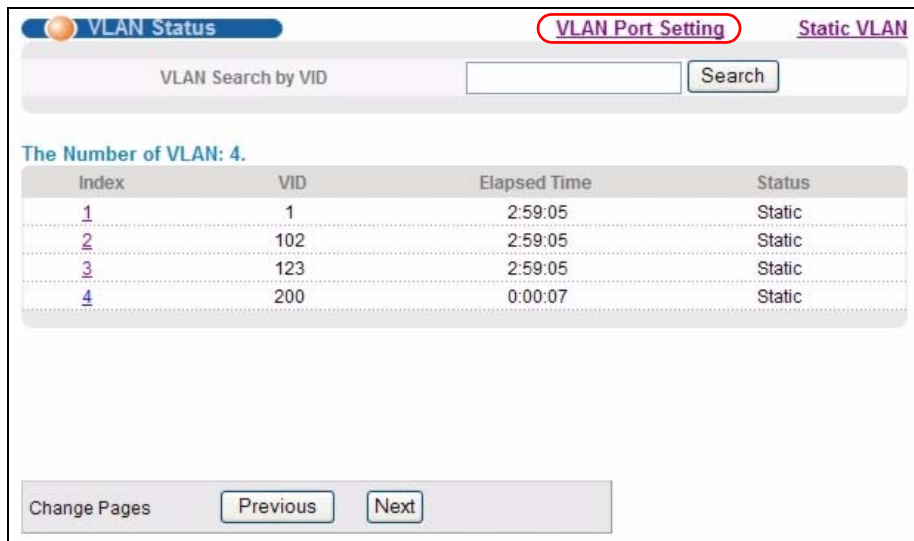 VLAN Status VLAN Port Setting Static VLAN
VLAN Search by VID Search
The Number of VLAN: 4.
Index VID Elapsed Time Status
1 1 2:59:05 Static
2 102 2:59:05 Static
3 123 2:59:05 Static
4 200 0:00:07 Static
Change Pages Previous Next